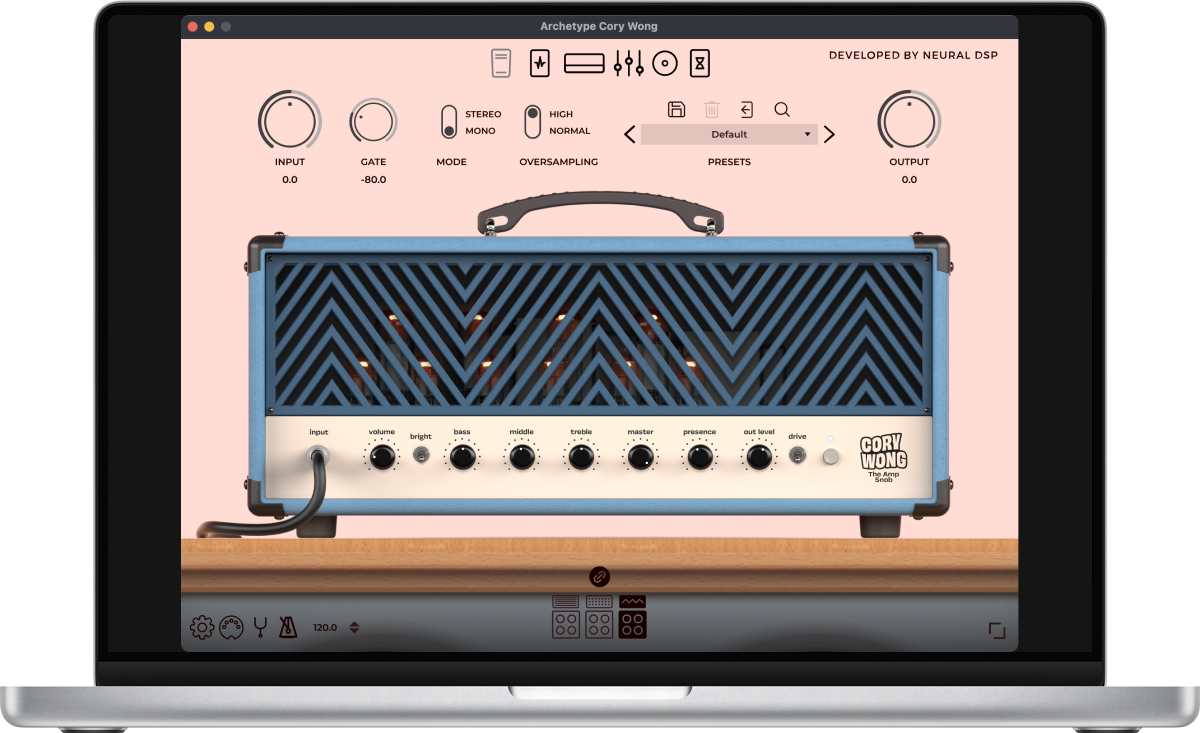 Archetype Cory Wong
DEVELOPED BY NEURAL DSP
STEREO
MONO
HIGH
NORMAL
Default
INPUT
GATE
MODE
OVERSAMPLING
PRESETS
OUTPUT
0.0
-80.0
0.0
input
volume
bright
bass
middle
treble
master
presence
out level
drive
CORY
WONG
The Amp
Snob
120.0